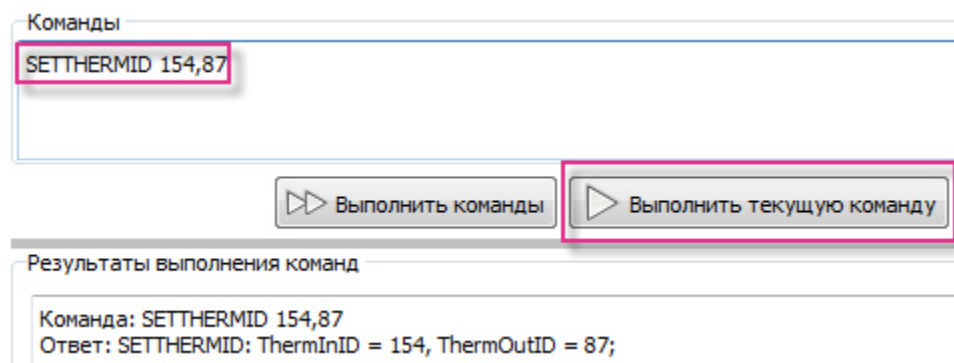 Команды
SETTHERMID 154,87
Выполнить команды
Выполнить текущую команду
Результаты выполнения команд
Команда: SETTHERMID 154,87
Ответ: SETTHERMID: ThermInID = 154, ThermOutID = 87;